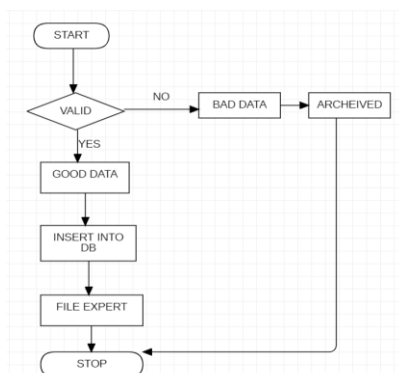 START
VALID
NO
BAD DATA
ARCHEIVED
YES
GOOD DATA
INSERT INTO
DB
FILE EXPERT
STOP